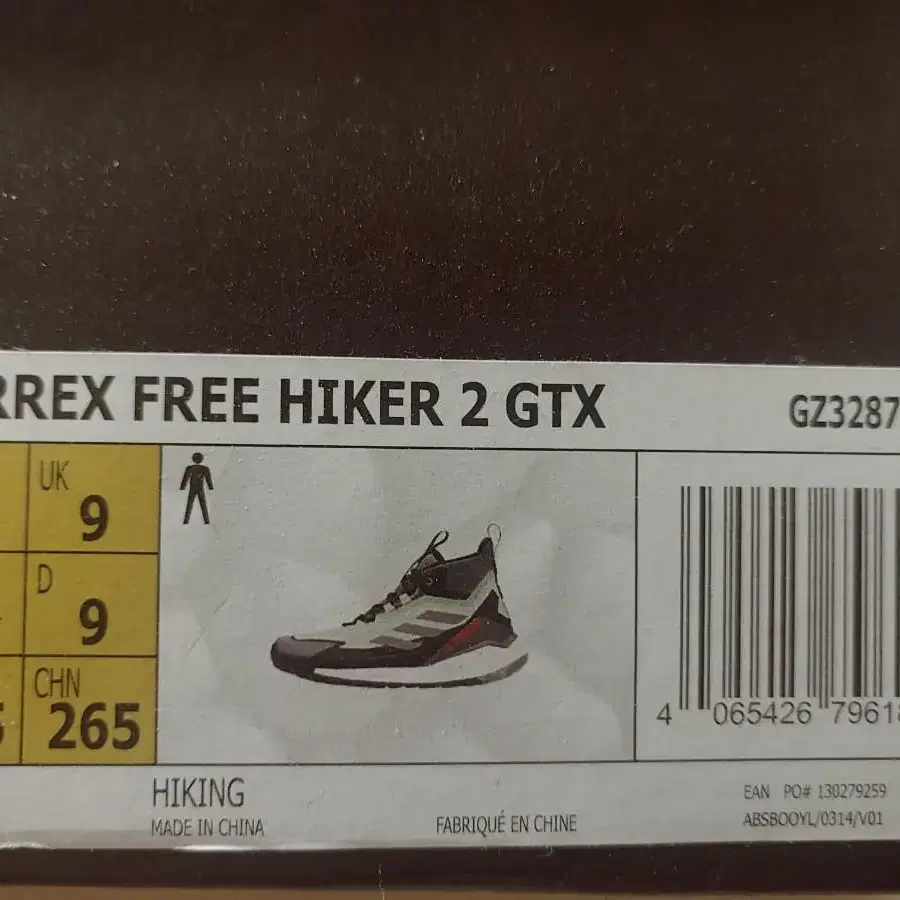 RREX FREE HIKER 2 GTX GZ3287
UK
9
D
9
CHN
265
4 065426 79618
HIKING
MADE IN CHINA
FABRIQUÉ EN CHINE
EAN PO# 130279259
ABSBOOYL/0314/V01